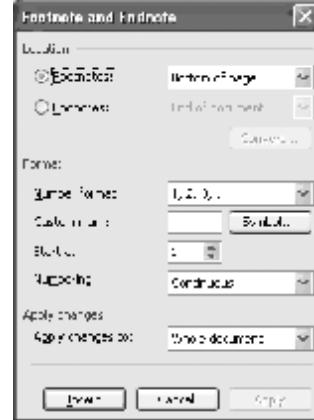 Footnote and Endnote
Location
Footnotes: Bottom of page
Endnotes: End of document
Convert...
Format
Number format: 1, 2, 3, ...
Custom mark: Symbol...
Start at: 1
Numbering: Continuous
Apply changes
Apply changes to: Whole document
Insert Cancel Apply